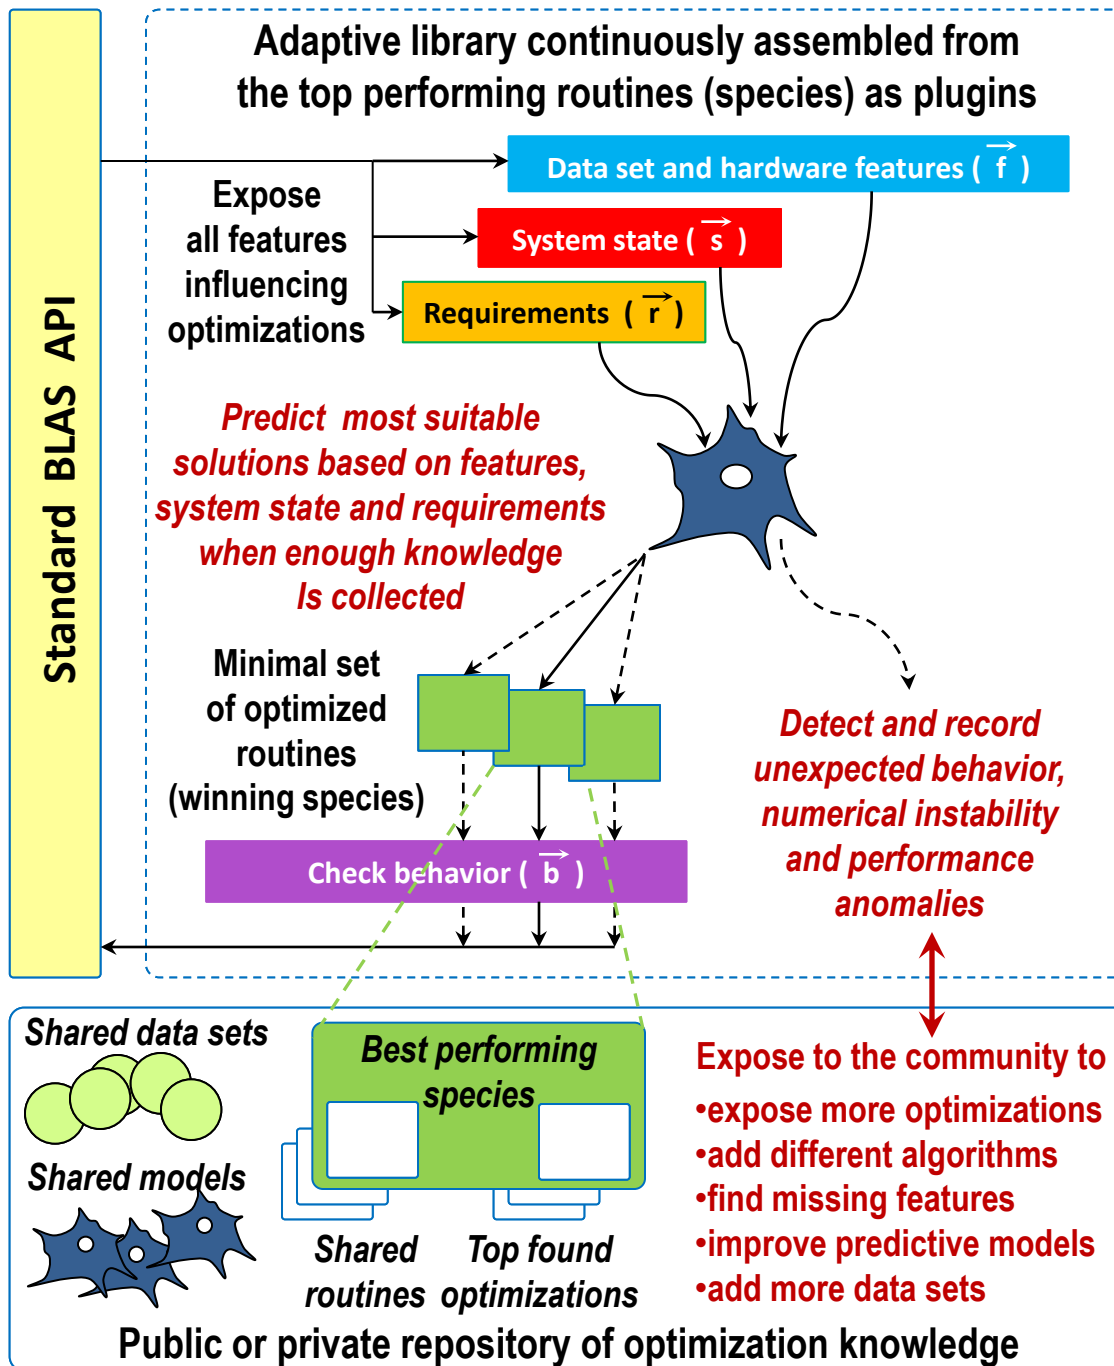 Standard BLAS API
Adaptive library continuously assembled from
the top performing routines (species) as plugins
Data set and hardware features ( f )
Expose
all features
influencing
optimizations
System state ( s )
Requirements ( r )
Predict most suitable
solutions based on features,
system state and requirements
when enough knowledge
Is collected
Minimal set
of optimized
routines
(winning species)
Detect and record
unexpected behavior,
numerical instability
and performance
anomalies
Check behavior ( b )
Shared data sets
Shared models
Best performing
species
Shared
routines
Top found
optimizations
Expose to the community to
•expose more optimizations
•add different algorithms
•find missing features
•improve predictive models
•add more data sets
Public or private repository of optimization knowledge